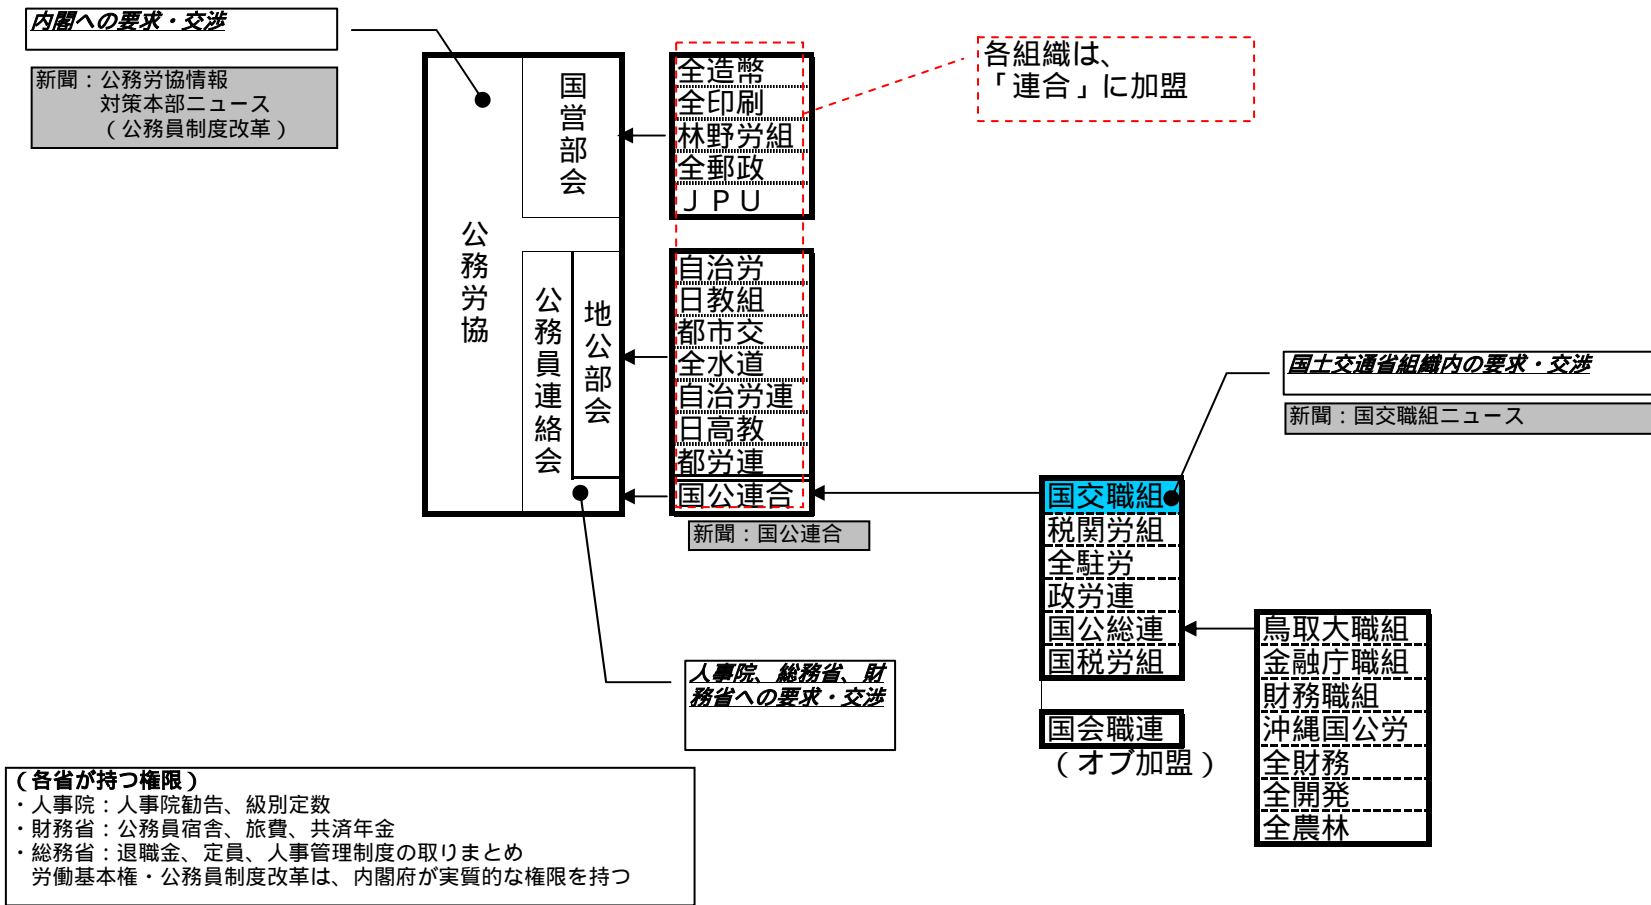 内閣への要求・交渉
新聞：公務労協情報
対策本部ニュース
（公務員制度改革）
公務労協
国営部会
公務員連絡会
地公部会
全造幣
全印刷
林野労組
全郵政
ＪＰＵ
各組織は、
「連合」に加盟
自治労
日教組
都市交
全水道
自治労連
日高教
都労連
国公連合
新聞：国公連合
国土交通省組織内の要求・交渉
新聞：国交職組ニュース
国交職組
税関労組
全駐労
政労連
国公総連
国税労組
国会職連
（オブ加盟）
鳥取大職組
金融庁職組
財務職組
沖縄国公労
全財務
全開発
全農林
人事院、総務省、財
務省への要求・交渉
（各省が持つ権限）
・人事院：人事院勧告、級別定数
・財務省：公務員宿舎、旅費、共済年金
・総務省：退職金、定員、人事管理制度の取りまとめ
労働基本権・公務員制度改革は、内閣府が実質的な権限を持つ